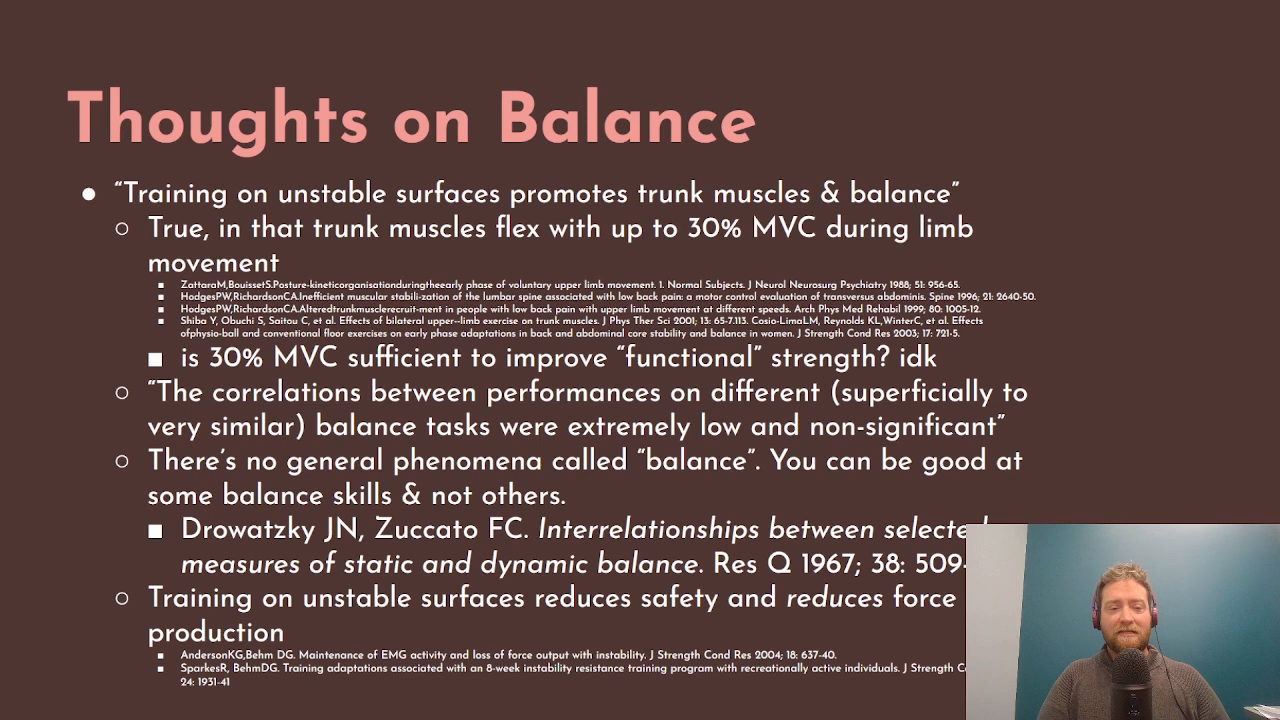 Thoughts on Balance
● “Training on unstable surfaces promotes trunk muscles & balance”
○ True, in that trunk muscles flex with up to 30% MVC during limb
movement
■ ZattaraM,BouissetS.Posture-kineticorganisationduringtheearly phase of voluntary upper limb movement. 1. Normal Subjects. J Neurol Neurosurg Psychiatry 1988; 51: 956-65.
■ HodgesPW,RichardsonCA.Inefficient muscular stabili-zation of the lumbar spine associated with low back pain: a motor control evaluation of transversus abdominis. Spine 1996; 21: 2640-50.
■ HodgesPW,RichardsonCA.Alteredtrunkmusclerecruit-ment in people with low back pain with upper limb movement at different speeds. Arch Phys Med Rehabil 1999; 80: 1005-12.
■ Shiba Y, Obuchi S, Saitou C, et al. Effects of bilateral upper--limb exercise on trunk muscles. J Phys Ther Sci 2001; 13: 65-7.113. Cosio-LimaLM, Reynolds KL,WinterC, et al. Effects
ofphysio-ball and conventional floor exercises on early phase adaptations in back and abdominal core stability and balance in women. J Strength Cond Res 2003; 17: 721-5.
■ is 30% MVC sufficient to improve “functional” strength? idk
○ “The correlations between performances on different (superficially to
very similar) balance tasks were extremely low and non-significant”
○ There’s no general phenomena called “balance”. You can be good at
some balance skills & not others.
■ Drowatzky JN, Zuccato FC. Interrelationships between selected
measures of static and dynamic balance. Res Q 1967; 38: 509-
○ Training on unstable surfaces reduces safety and reduces force
production
■ AndersonKG,Behm DG. Maintenance of EMG activity and loss of force output with instability. J Strength Cond Res 2004; 18: 637-40.
■ SparkesR, BehmDG. Training adaptations associated with an 8-week instability resistance training program with recreationally active individuals. J Strength
24: 1931-41